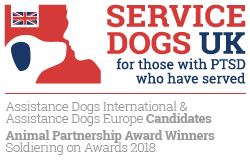 SERVICE
DOGS UK
for those with PTSD
who have served
Assistance Dogs International &
Assistance Dogs Europe Candidates
Animal Partnership Award Winners
Soldiering on Awards 2018